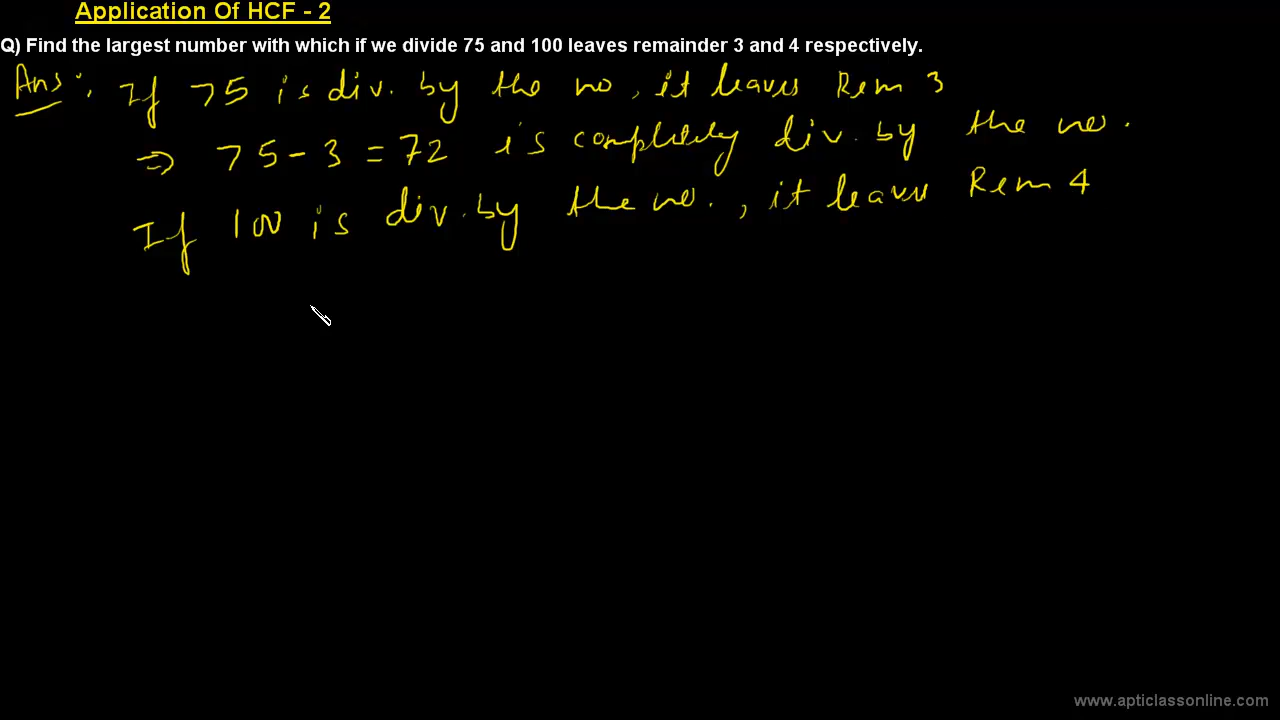 Application Of HCF - 2
Q) Find the largest number with which if we divide 75 and 100 leaves remainder 3 and 4 respectively.
Ans: If 75 is div. by the no, it leaves Rem 3
⇒ 75 - 3 = 72 is completely div. by the no.
If 100 is div. by the no., it leaves Rem 4
www.apticlassonline.com